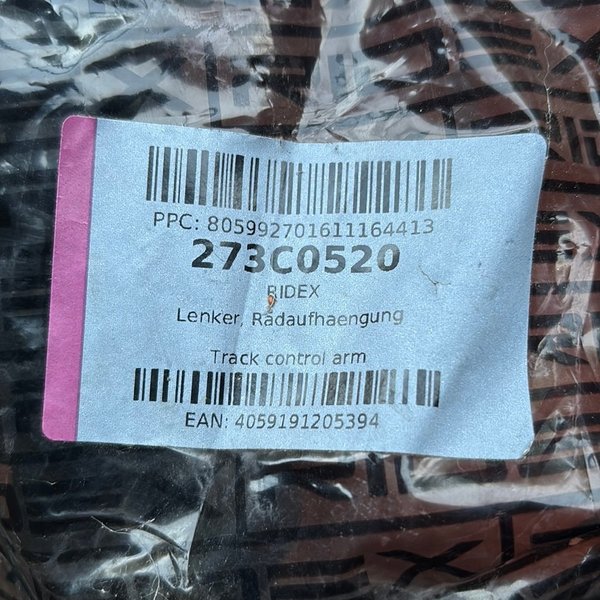 PPC: 805992701611164413
273C0520
RIDEX
Lenker, Radaufhaengung
Track control arm
EAN: 4059191205394